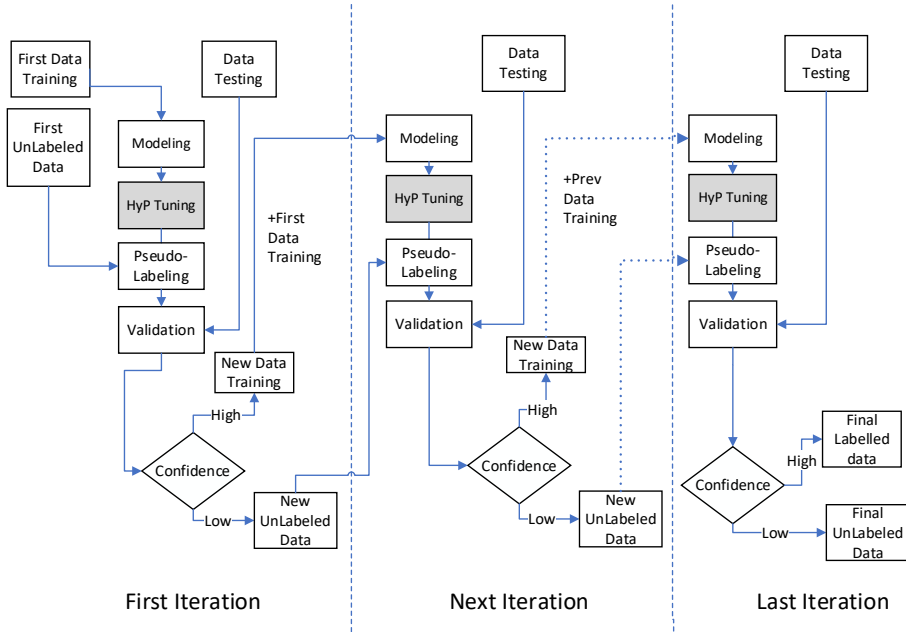 First Data
Training
Data
Testing
First
UnLabeled
Data
Modeling
HyP Tuning
+First
Data
Training
Pseudo-
Labeling
Validation
New Data
Training
High
Confidence
Low
New
UnLabeled
Data
First Iteration
Data
Testing
Modeling
HyP Tuning
+Prev
Data
Training
Pseudo-
Labeling
Validation
New Data
Training
High
Confidence
Low
New
UnLabeled
Data
Next Iteration
Data
Testing
Modeling
HyP Tuning
Pseudo-
Labeling
Validation
Final
Labelled
data
High
Confidence
Low
Final
UnLabeled
Data
Last Iteration